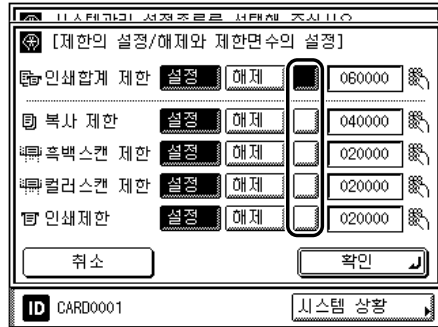 [제한의 설정/해제와 제한면수의 설정]
인쇄합계 제한 설정 해제 060000
복사 제한 설정 해제 040000
흑백스캔 제한 설정 해제 020000
컬러스캔 제한 설정 해제 020000
인쇄제한 설정 해제 020000
취소 확인
ID CARD0001 시스템 상황